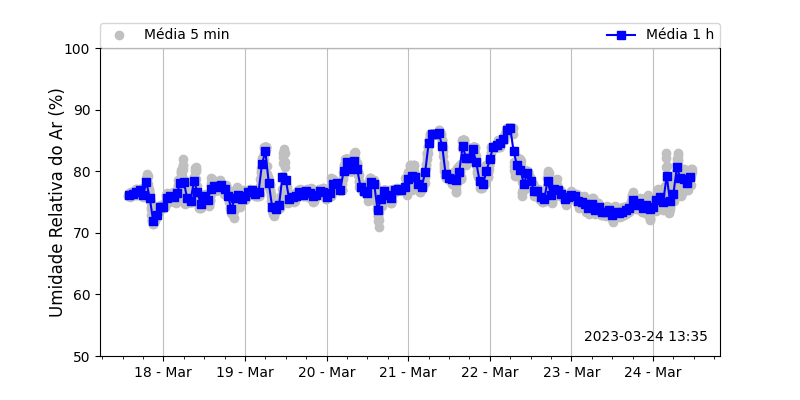 Média 5 min
Média 1 h
100
90
80
70
60
50
Umidade Relativa do Ar (%)
2023-03-24 13:35
18 - Mar
19 - Mar
20 - Mar
21 - Mar
22 - Mar
23 - Mar
24 - Mar